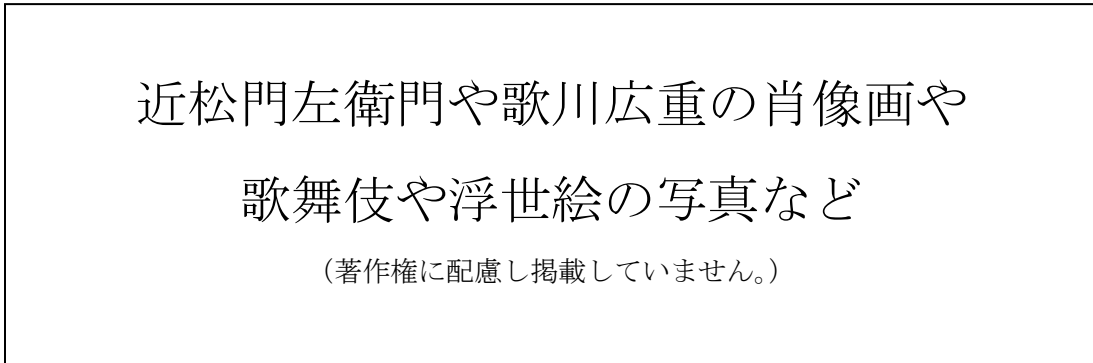 近松門左衛門や歌川広重の肖像画や
歌舞伎や浮世絵の写真など
（著作権に配慮し掲載していません。）